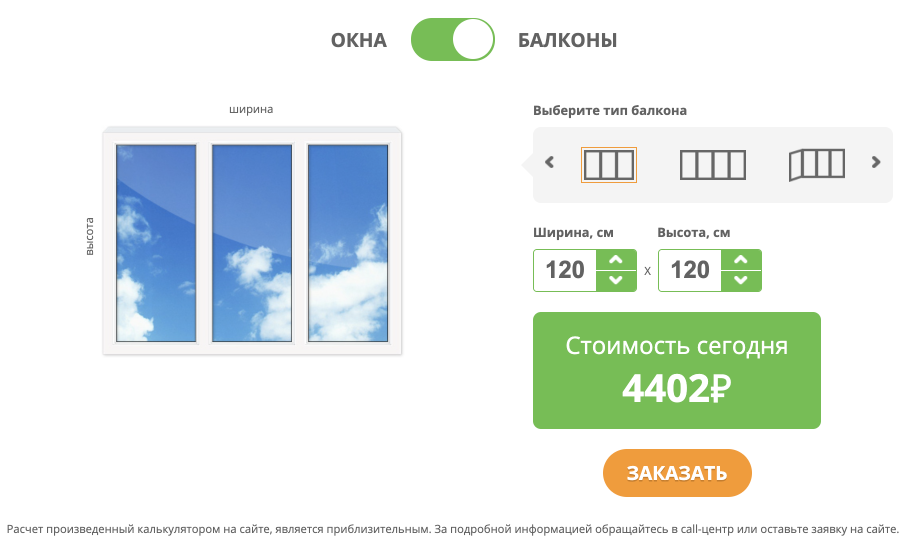 ОКНА БАЛКОНЫ
ширина
высота
Выберите тип балкона
Ширина, см Высота, см
120 x 120
Стоимость сегодня
4402₽
ЗАКАЗАТЬ
Расчет произведенный калькулятором на сайте, является приблизительным. За подробной информацией обращайтесь в call-центр или оставьте заявку на сайте.